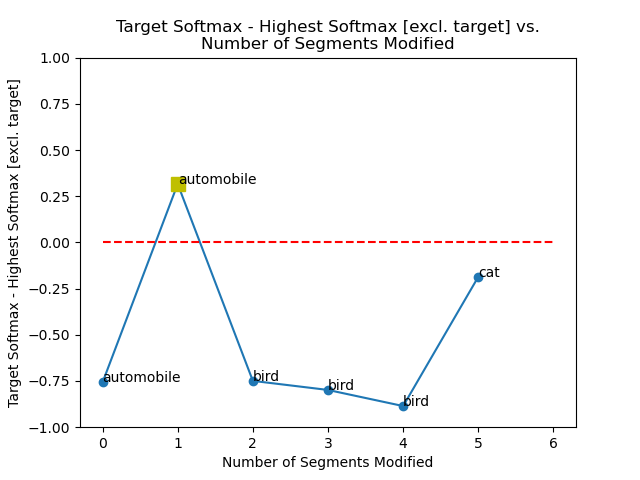 Target Softmax - Highest Softmax [excl. target] vs.
Number of Segments Modified
Target Softmax - Highest Softmax [excl. target]
1.00
0.75
0.50
0.25
0.00
−0.25
−0.50
−0.75
−1.00
automobile
automobile
bird
bird
bird
cat
0 1 2 3 4 5 6
Number of Segments Modified